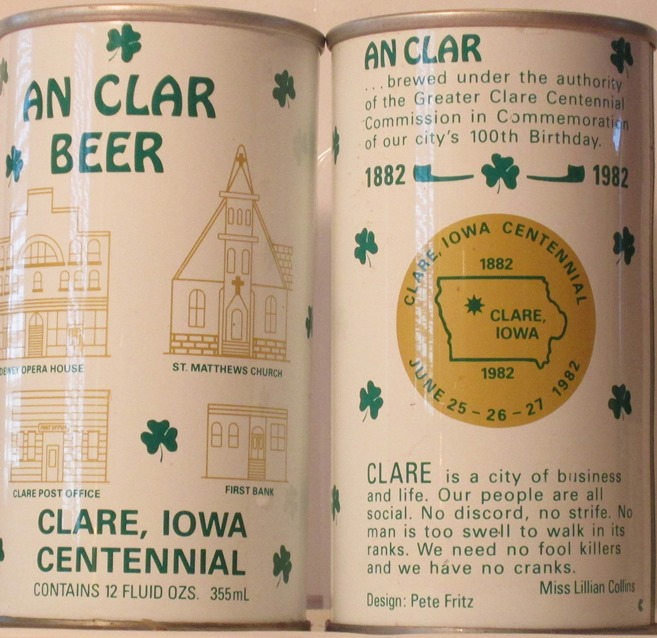 AN CLAR
BEER
DEWEY OPERA HOUSE
ST. MATTHEWS CHURCH
POST OFFICE
CLARE POST OFFICE
FIRST BANK
CLARE, IOWA
CENTENNIAL
CONTAINS 12 FLUID OZS. 355mL
AN CLAR
...brewed under the authority
of the Greater Clare Centennial
Commission in Commemoration
of our city's 100th Birthday.
1882 1982
CLARE, IOWA CENTENNIAL
1882
CLARE,
IOWA
1982
JUNE 25-26-27 1982
CLARE is a city of business
and life. Our people are all
social. No discord, no strife. No
man is too swell to walk in its
ranks. We need no fool killers
and we have no cranks.
Miss Lillian Collins
Design: Pete Fritz